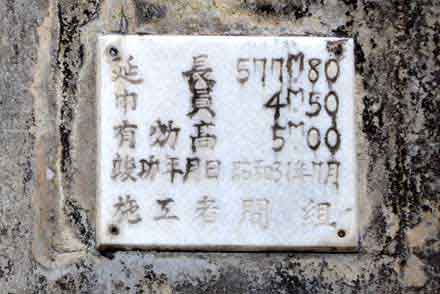 延長 577M80
巾員 4M50
有効高 5M00
竣功年月日 昭和31年7月
施工者 間組